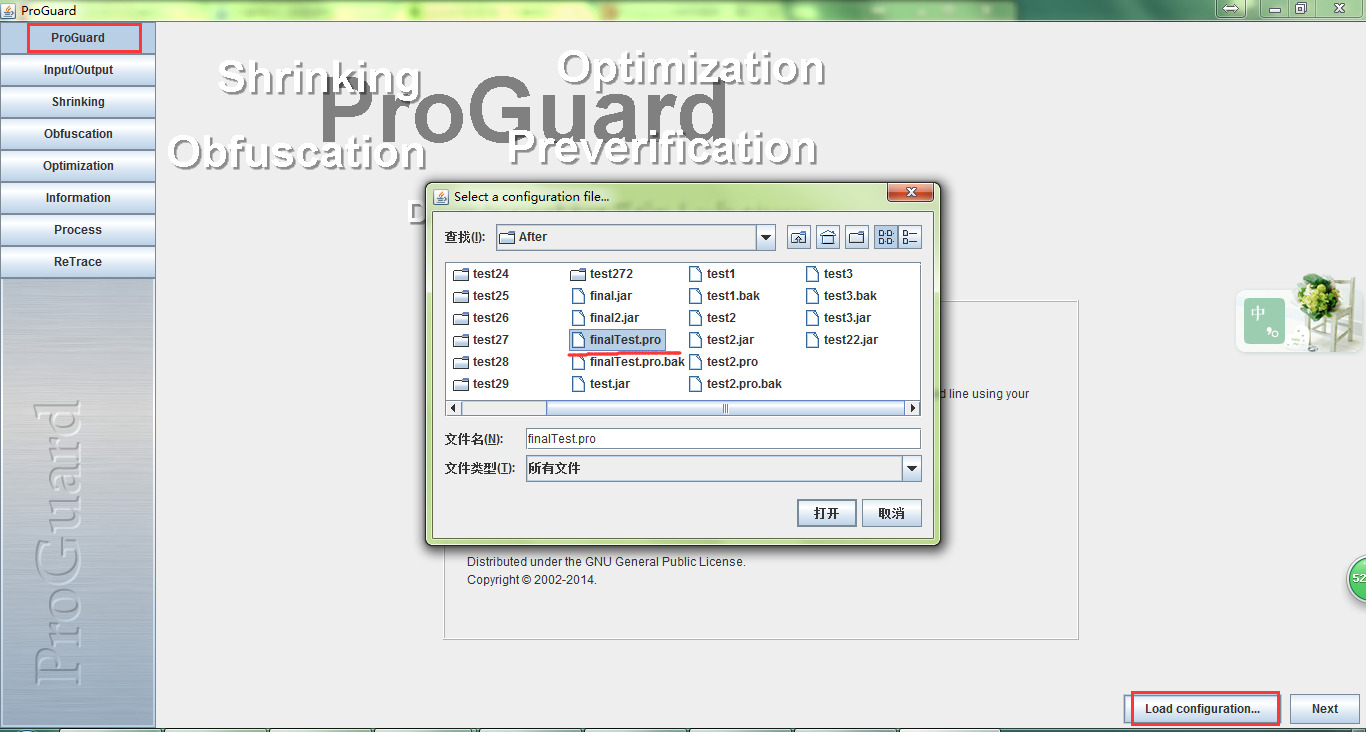 ProGuard
ProGuard
Input/Output
Shrinking
Obfuscation
Optimization
Information
Process
ReTrace
ProGuard
Shrinking
Optimization
ProGuard
Obfuscation
Preverification
D
Select a configuration file...
查找(I):
After
test24
test25
test26
test27
test28
test29
test272
final.jar
final2.jar
finalTest.pro
finalTest.pro.bak
test.jar
test1
test1.bak
test2
test2.jar
test2.pro
test2.pro.bak
test3
test3.bak
test3.jar
test22.jar
文件名(N):
finalTest.pro
文件类型(T):
所有文件
打开
取消
d line using your
Distributed under the GNU General Public License.
Copyright © 2002-2014.
中
52
Load configuration...
Next